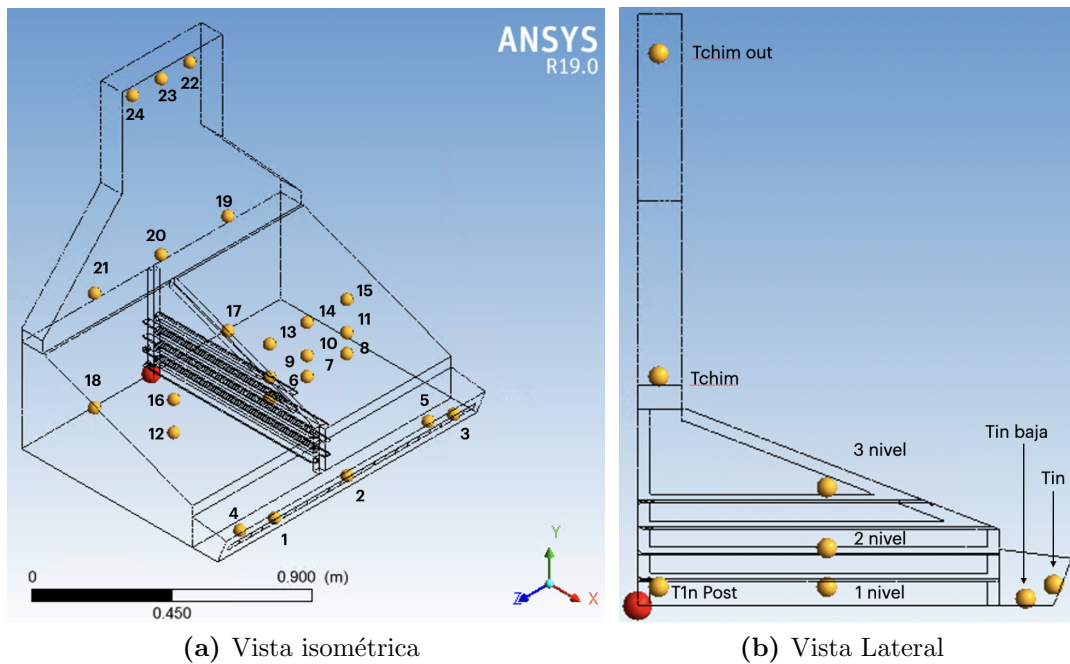 ANSYS
R19.0
22
23
24
19
20
21
15
17
14
13
11
10
8
9
7
6
18
16
5
3
12
2
4
1
0
0.900 (m)
0.450
Y
Z
X
Tchim out
Tchim
3 nivel
Tin baja
Tin
2 nivel
T1n Post
1 nivel
(a) Vista isométrica
(b) Vista Lateral